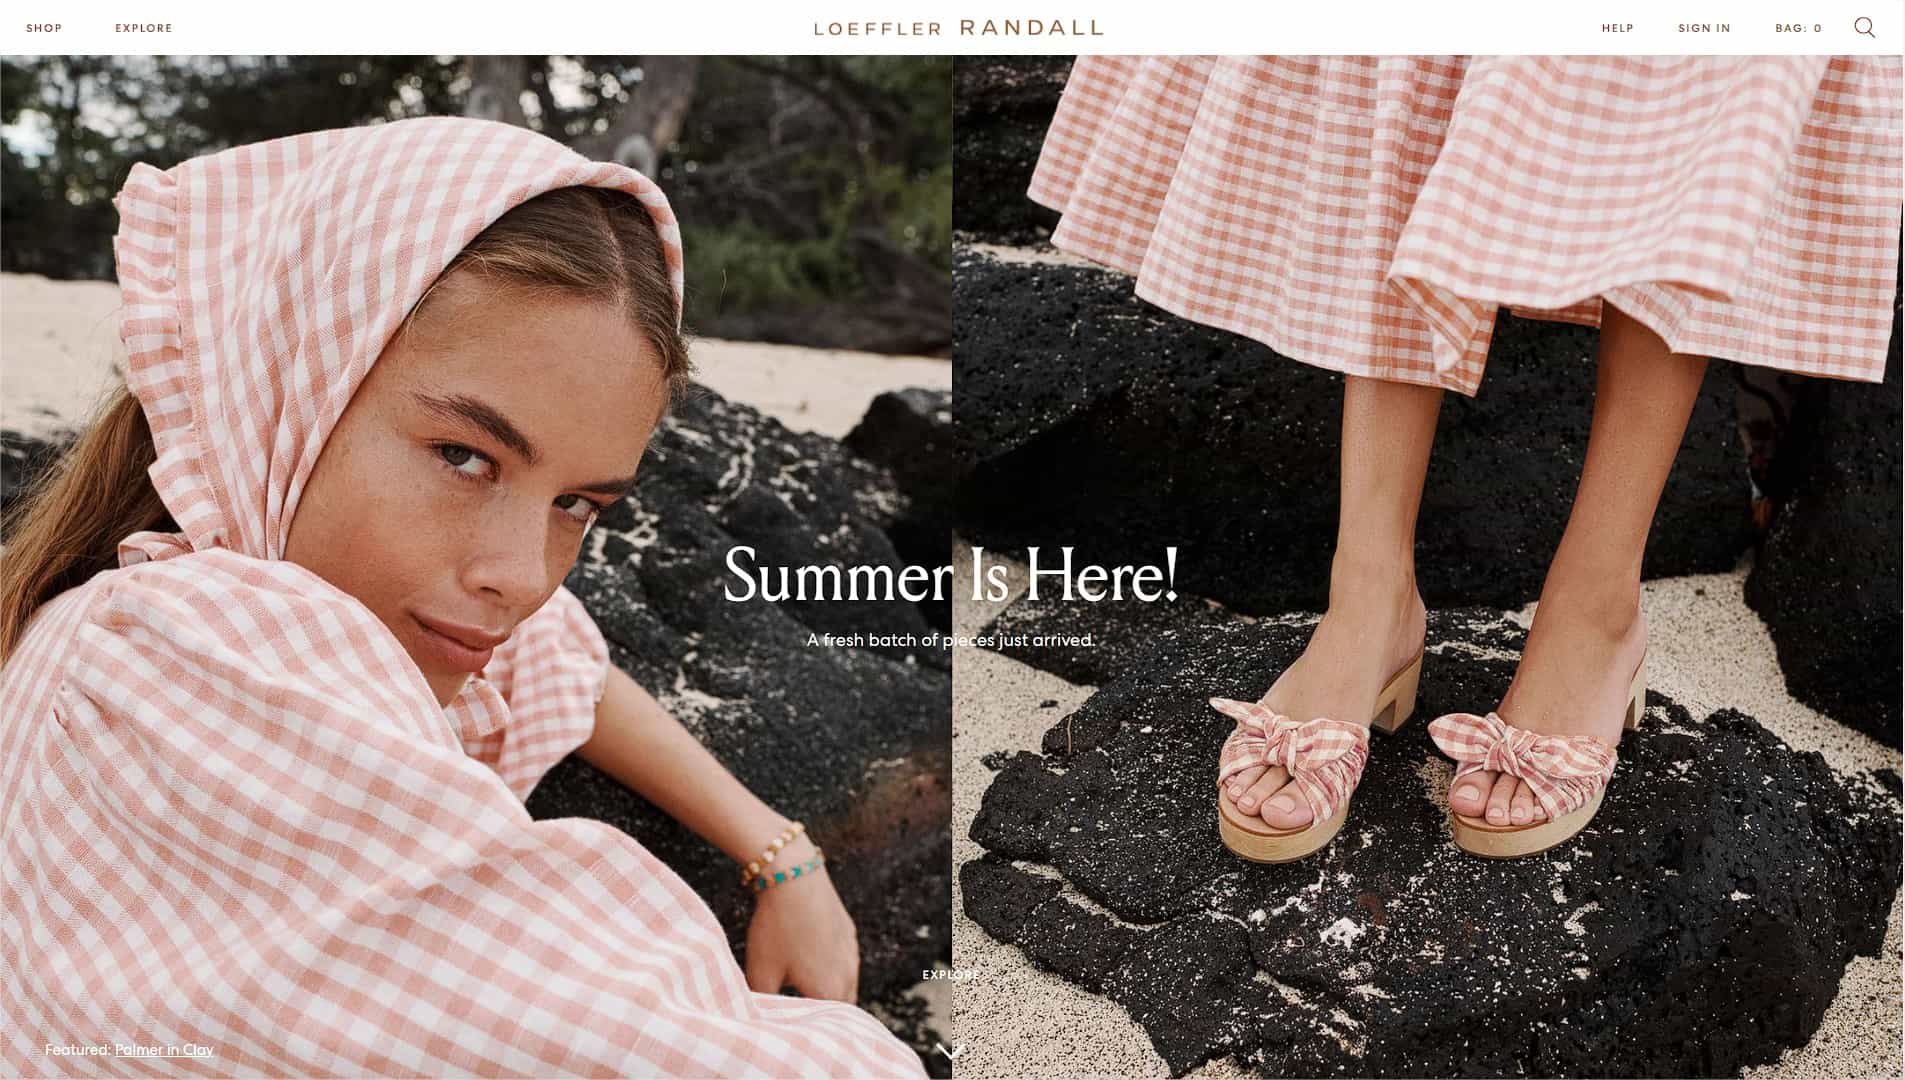 SHOP
EXPLORE
LOEFFLER RANDALL
HELP
SIGN IN
BAG: 0
Summer Is Here!
A fresh batch of pieces just arrived.
EXPLORE
Featured: Palmer in Clay